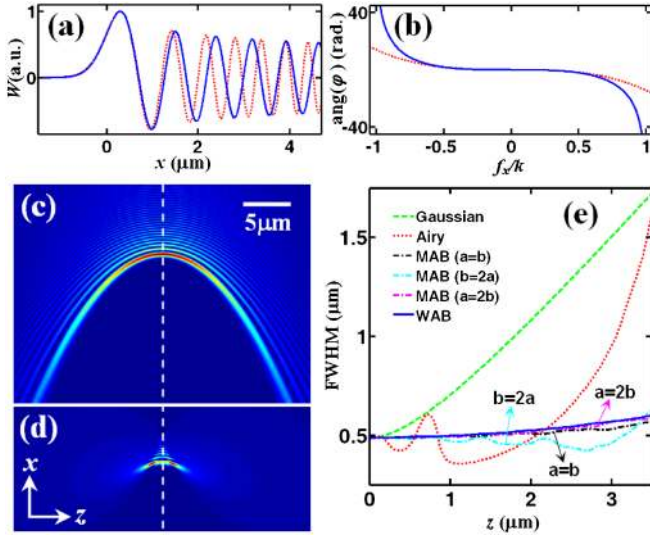 (a)
W(a.u.)
1
0
0
2
4
x (μm)
(b)
ang(φ) (rad.)
40
-40
-1
-0.5
0
0.5
1
f_x/k
(c)
5μm
(d)
x
z
(e)
FWHM (μm)
1.5
1
0.5
0
1
2
3
z (μm)
Gaussian
Airy
MAB (a=b)
MAB (b=2a)
MAB (a=2b)
WAB
b=2a
a=2b
a=b